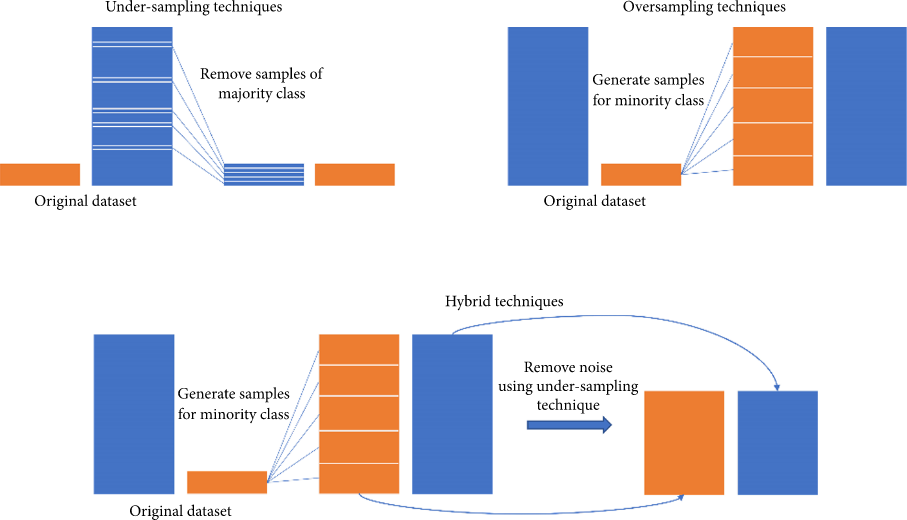 Under-sampling techniques
Remove samples of
majority class
Original dataset
Oversampling techniques
Generate samples
for minority class
Original dataset
Hybrid techniques
Generate samples
for minority class
Remove noise
using under-sampling
technique
Original dataset